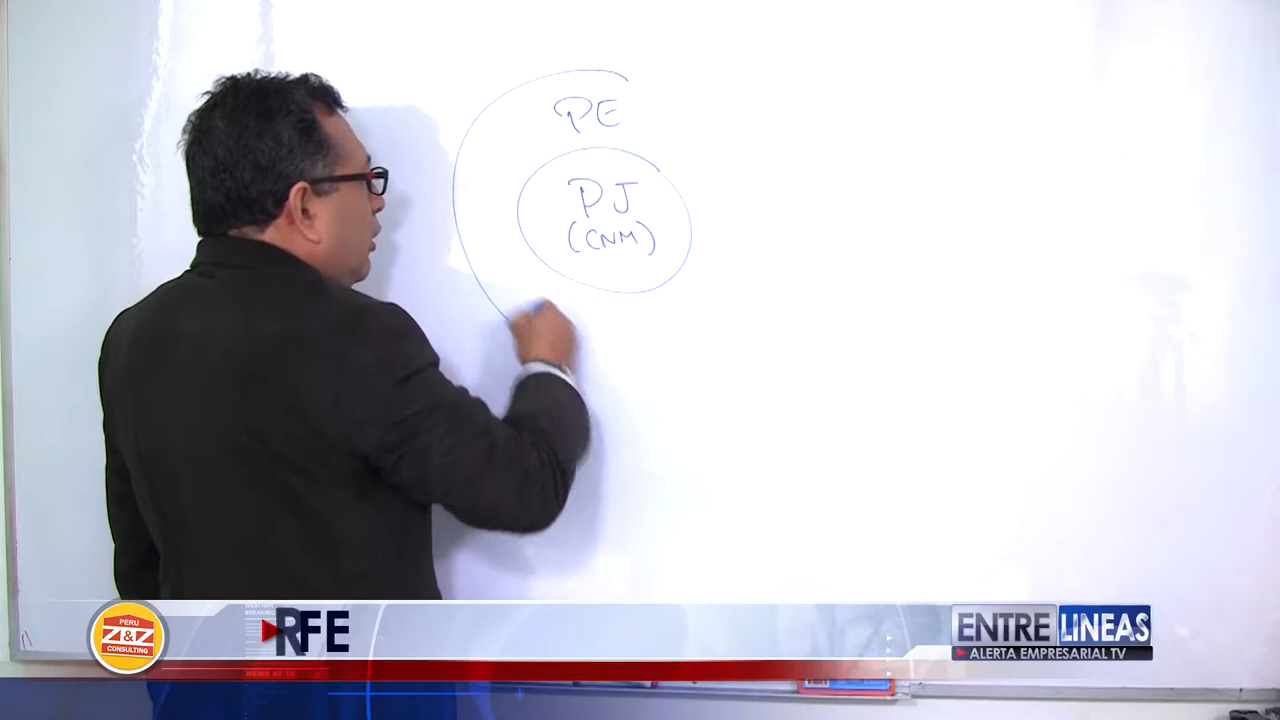 PE
PJ
(CNM)
PERU
Z&Z
CONSULTING
RFE
ENTRE LINEAS
ALERTA EMPRESARIAL TV